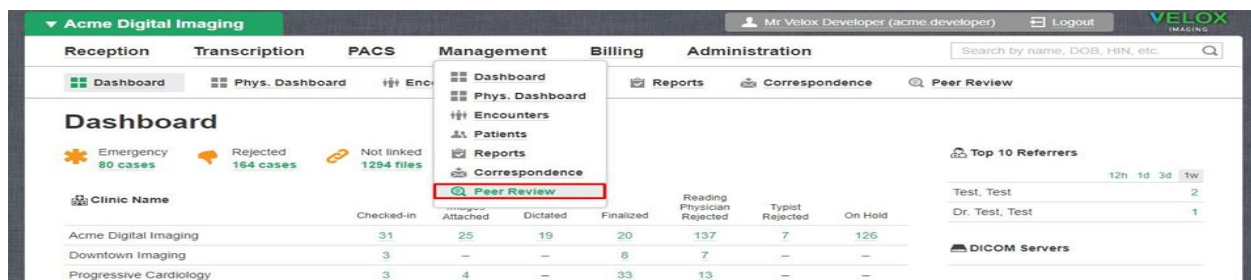 Acme Digital Imaging Mr Velox Developer (acme.developer) Logout VELOX IMAGING
Reception Transcription PACS Management Billing Administration Search by name, DOB, HIN, etc.
Dashboard Phys. Dashboard Reports Correspondence Peer Review
Dashboard
Phys. Dashboard
Encounters
Patients
Reports
Correspondence
Peer Review
Dashboard
Emergency 80 cases
Rejected 164 cases
Not linked 1294 files
Clinic Name Checked-in Attached Dictated Finalized Reading Physician Rejected Typist Rejected On Hold
Acme Digital Imaging 31 25 19 20 137 7 126
Downtown Imaging 3 – – 8 7 – –
Progressive Cardiology 3 4 – 33 13 – –
Top 10 Referrers
12h 1d 3d 1w
Test, Test 2
Dr. Test, Test 1
DICOM Servers